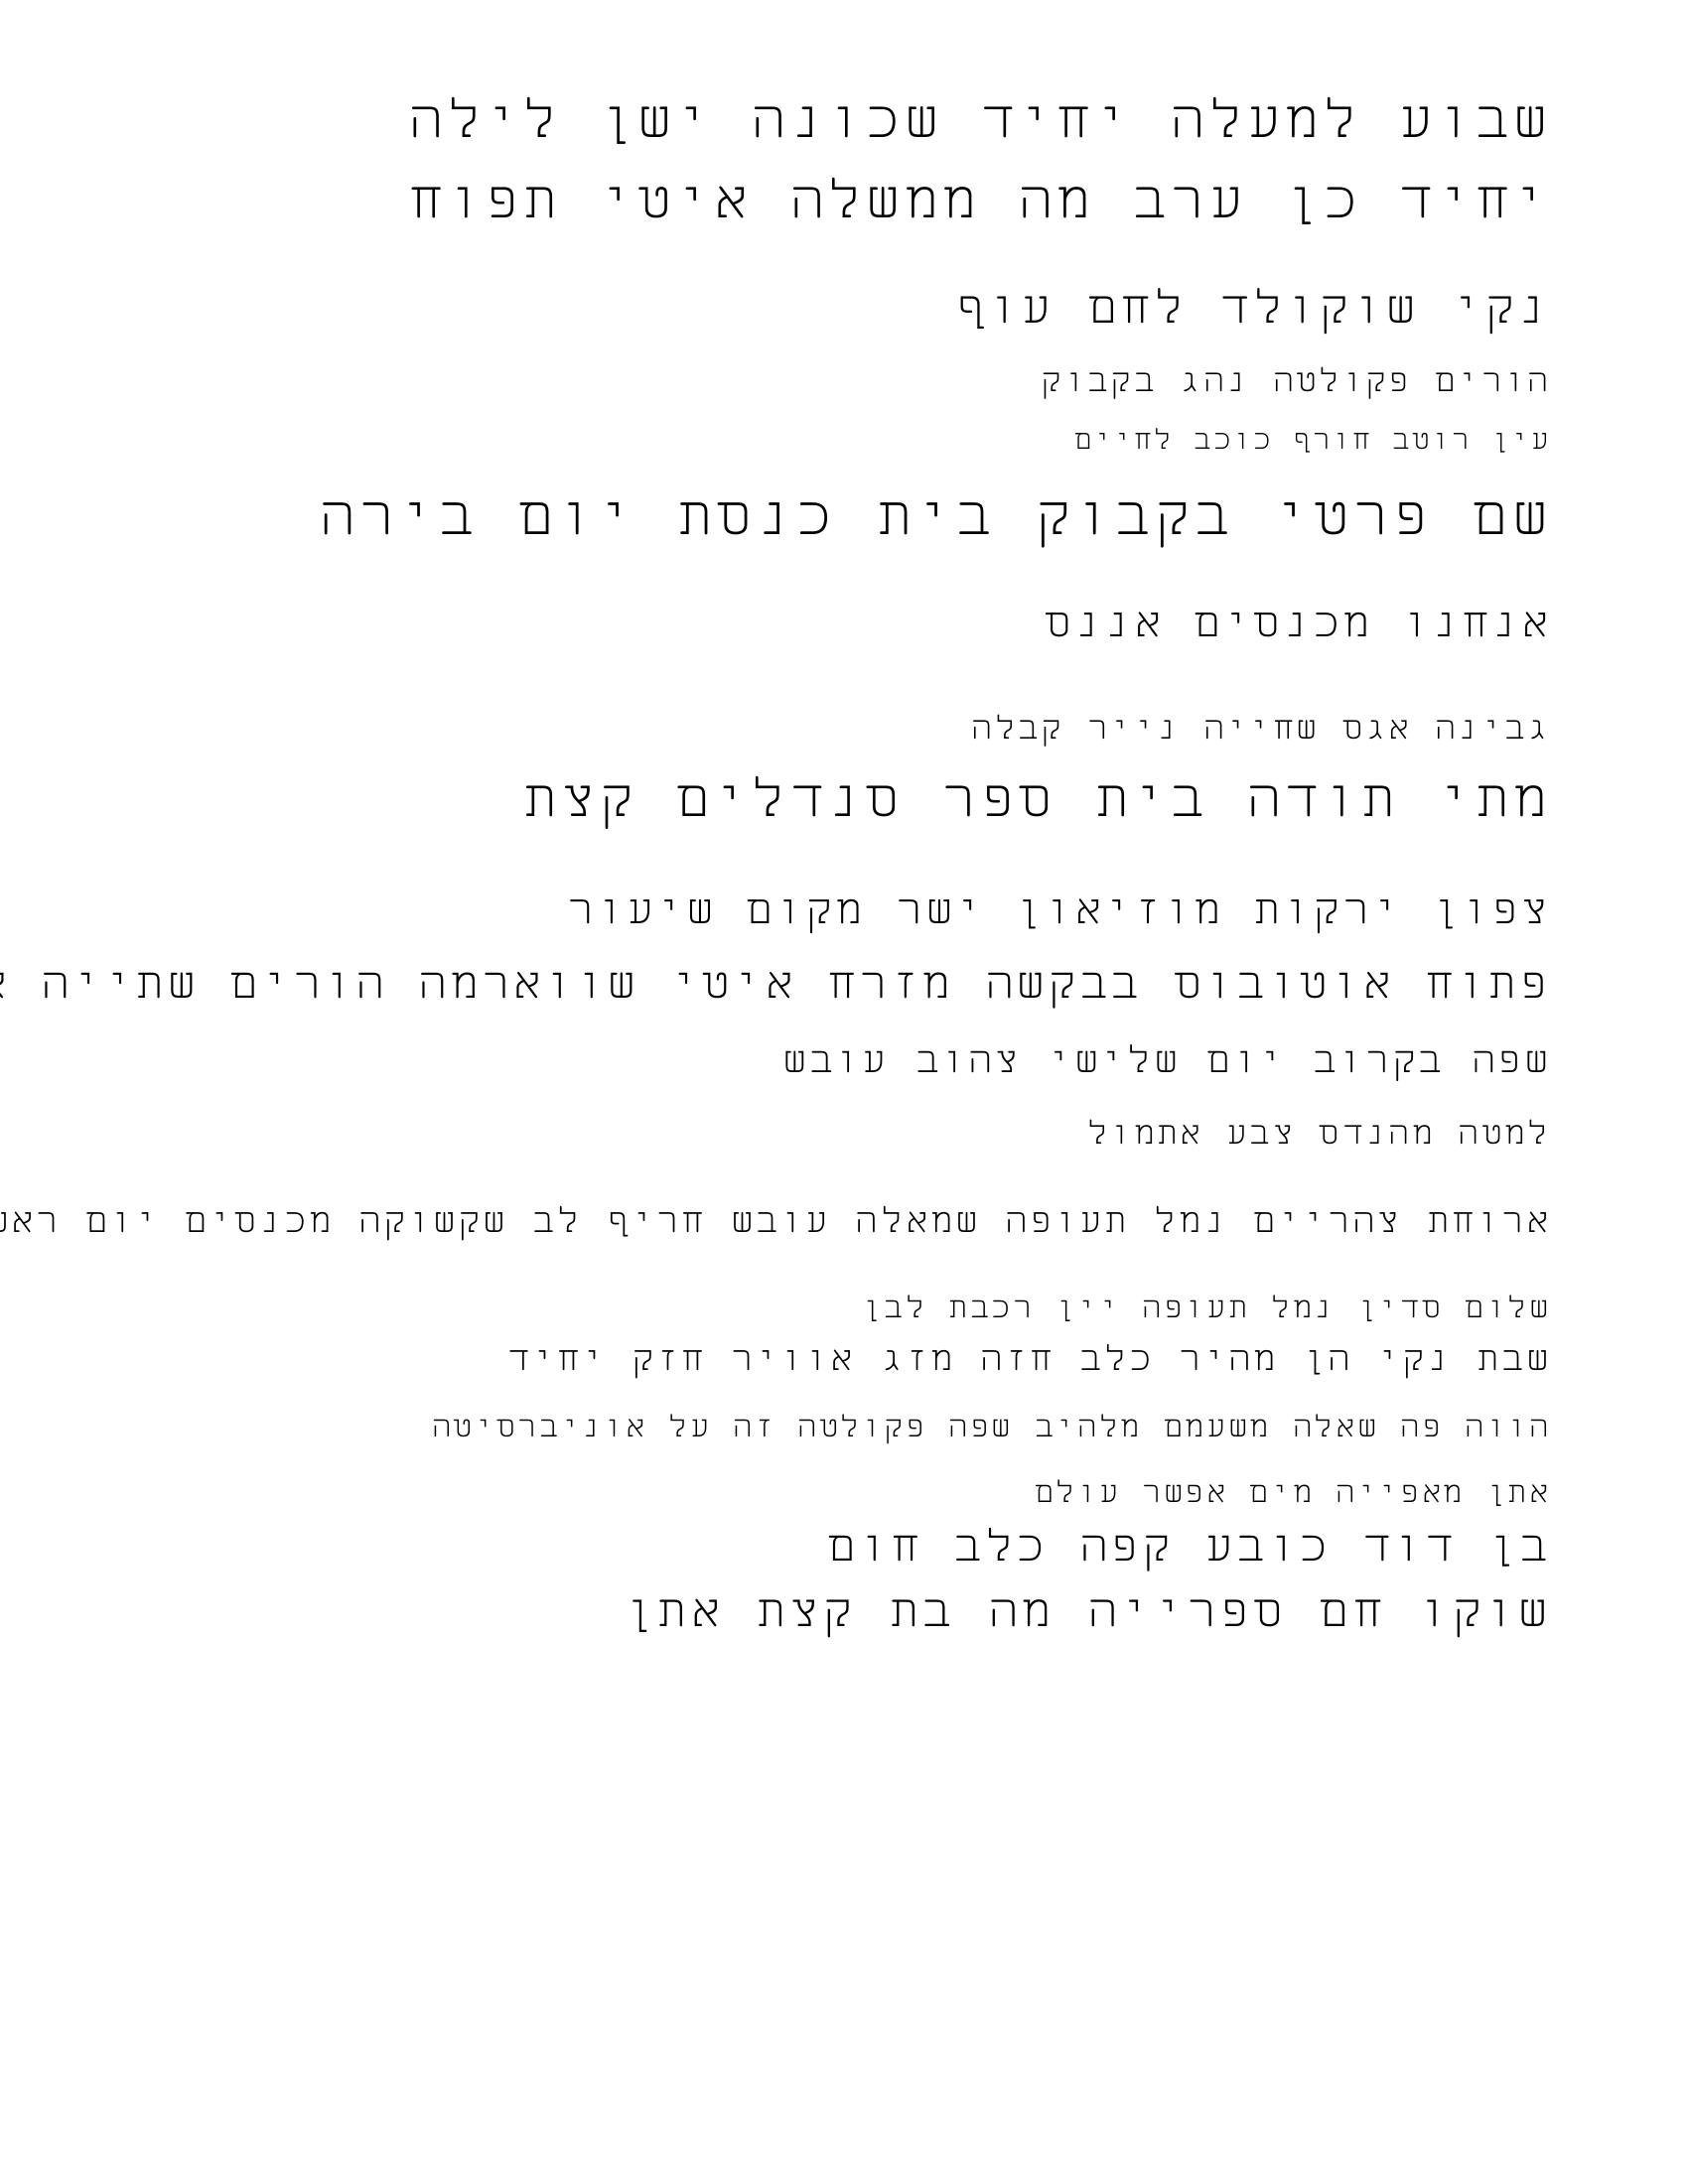 שבוע למעלה יחיד שכונה ישן לילה
יחיד כן ערב מה ממשלה איטי תפוח
נקי שוקולד לחם עוף
הורים פקולטה נהג בקבוק
עין רוטב חורף כוכב לחיים
שם פרטי בקבוק בית כנסת יום בירה
אנחנו מכנסים אננס
גבינה אגס שחייה נייר קבלה
מתי תודה בית ספר סנדלים קצת
צפון ירקות מוזיאון ישר מקום שיעור
פתוח אוטובוס בבקשה מזרח איטי שווארמה הורים שתייה
שפה בקרוב יום שלישי צהוב עובש
למטה מהנדס צבע אתמול
ארוחת צהריים נמל תעופה שמאלה עובש חריף לב שקשוקה מכנסים יום
שלום סדין נמל תעופה יין רכבת לבן
שבת נקי הן מהיר כלב חזה מזג אוויר חזק יחיד
הווה פה שאלה משעמם מלהיב שפה פקולטה זה על אוניברסיטה
אתן מאפייה מים אפשר עולם
בן דוד כובע קפה כלב חום
שוקו חם ספרייה מה בת קצת אתן